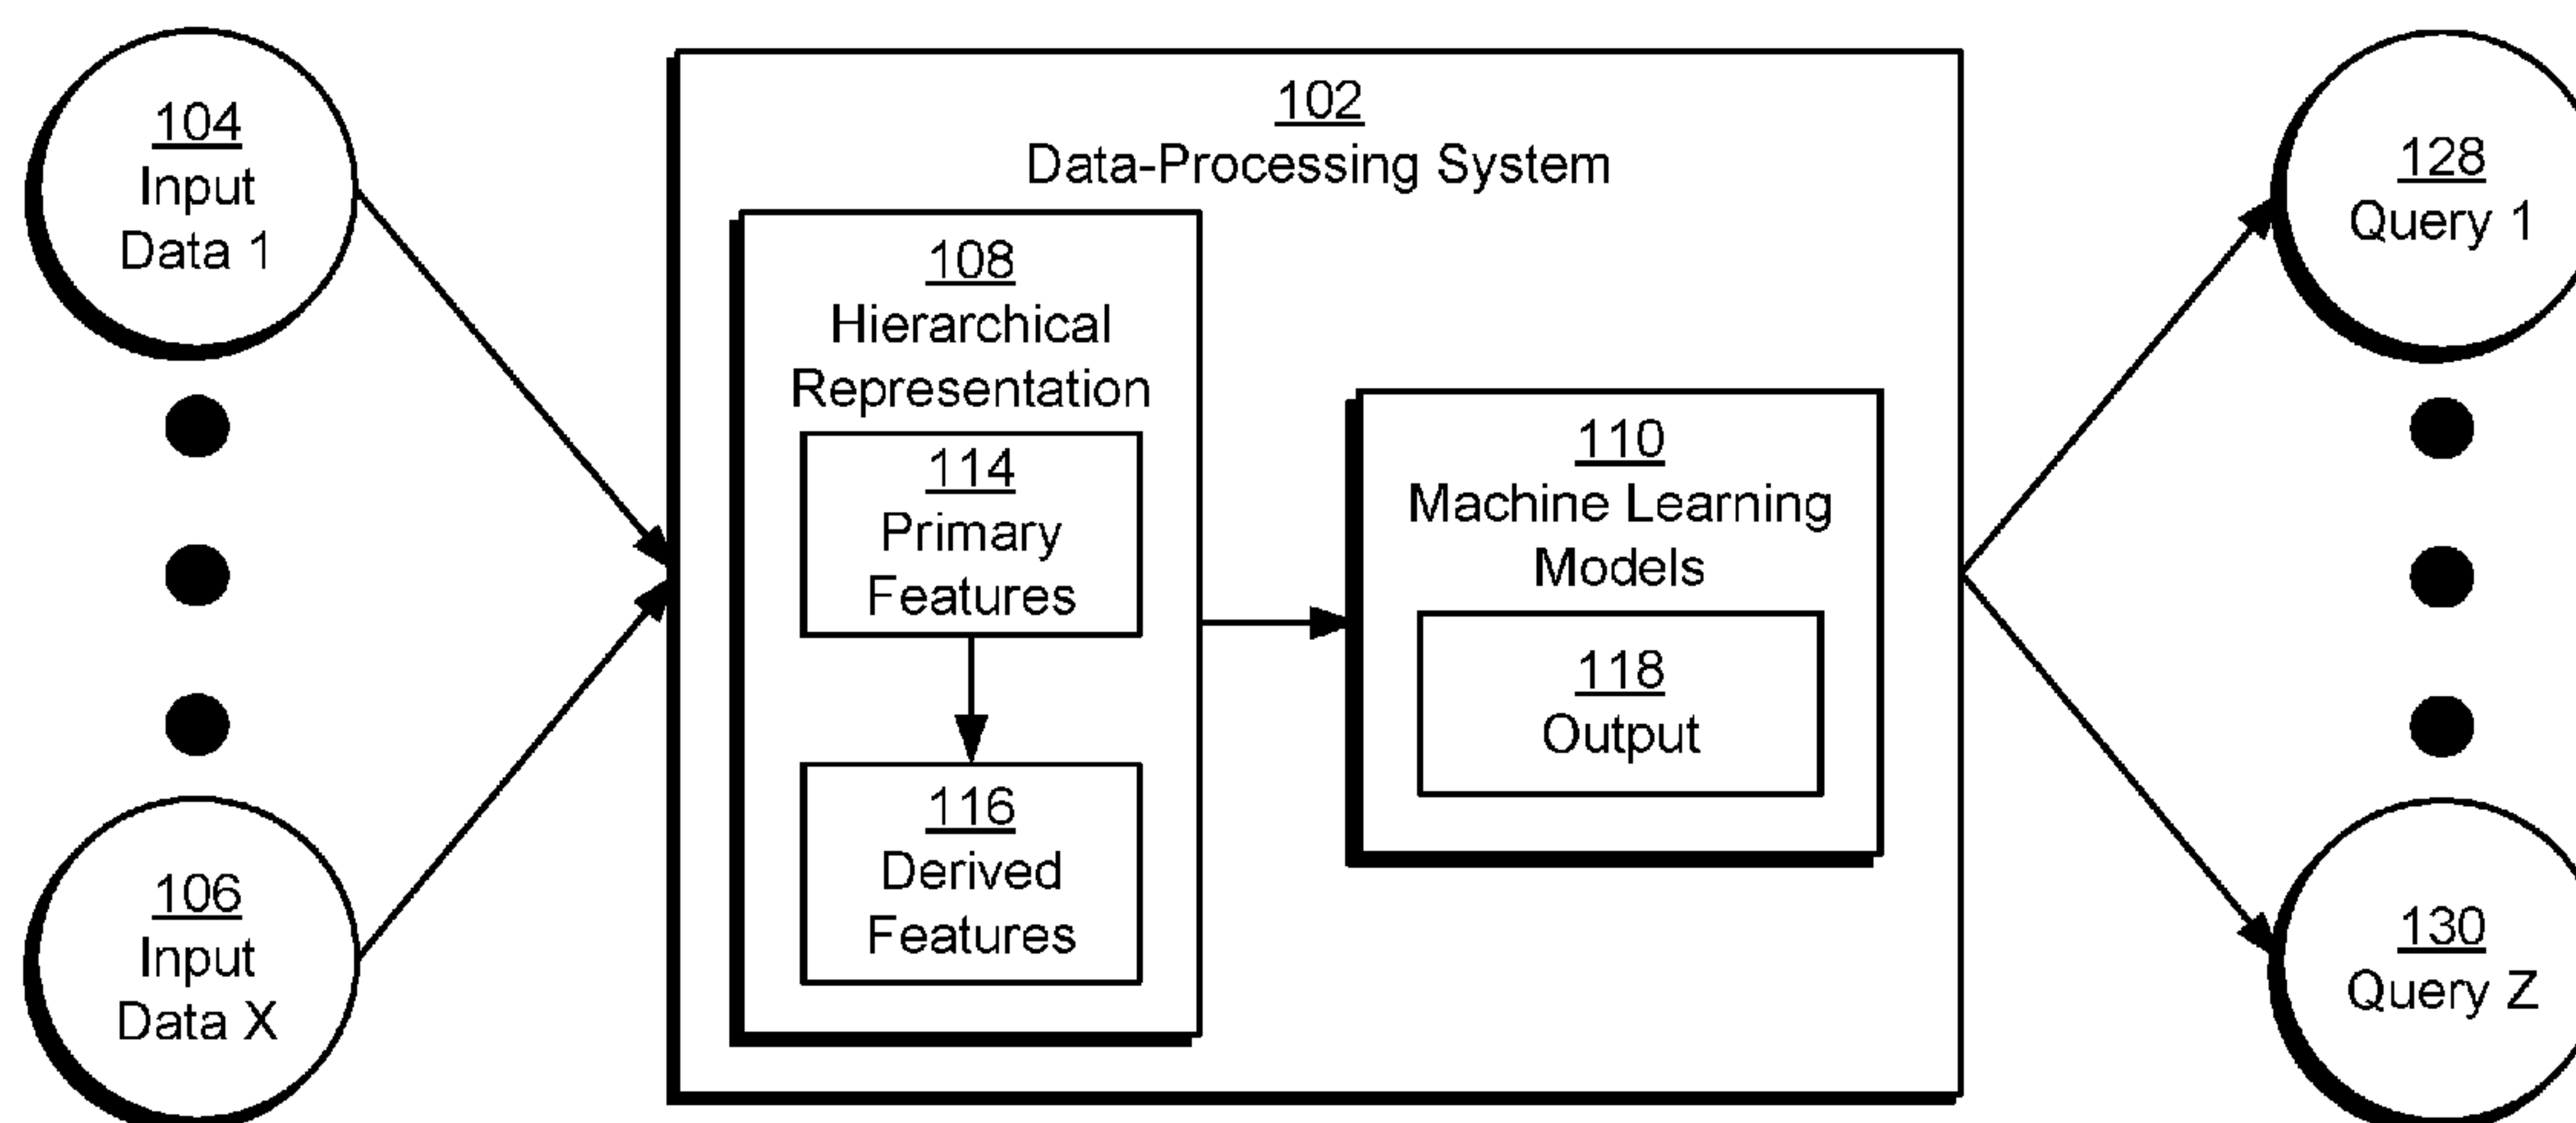 104
Input
Data 1
106
Input
Data X
102
Data-Processing System
108
Hierarchical
Representation
114
Primary
Features
116
Derived
Features
110
Machine Learning
Models
118
Output
128
Query 1
130
Query Z